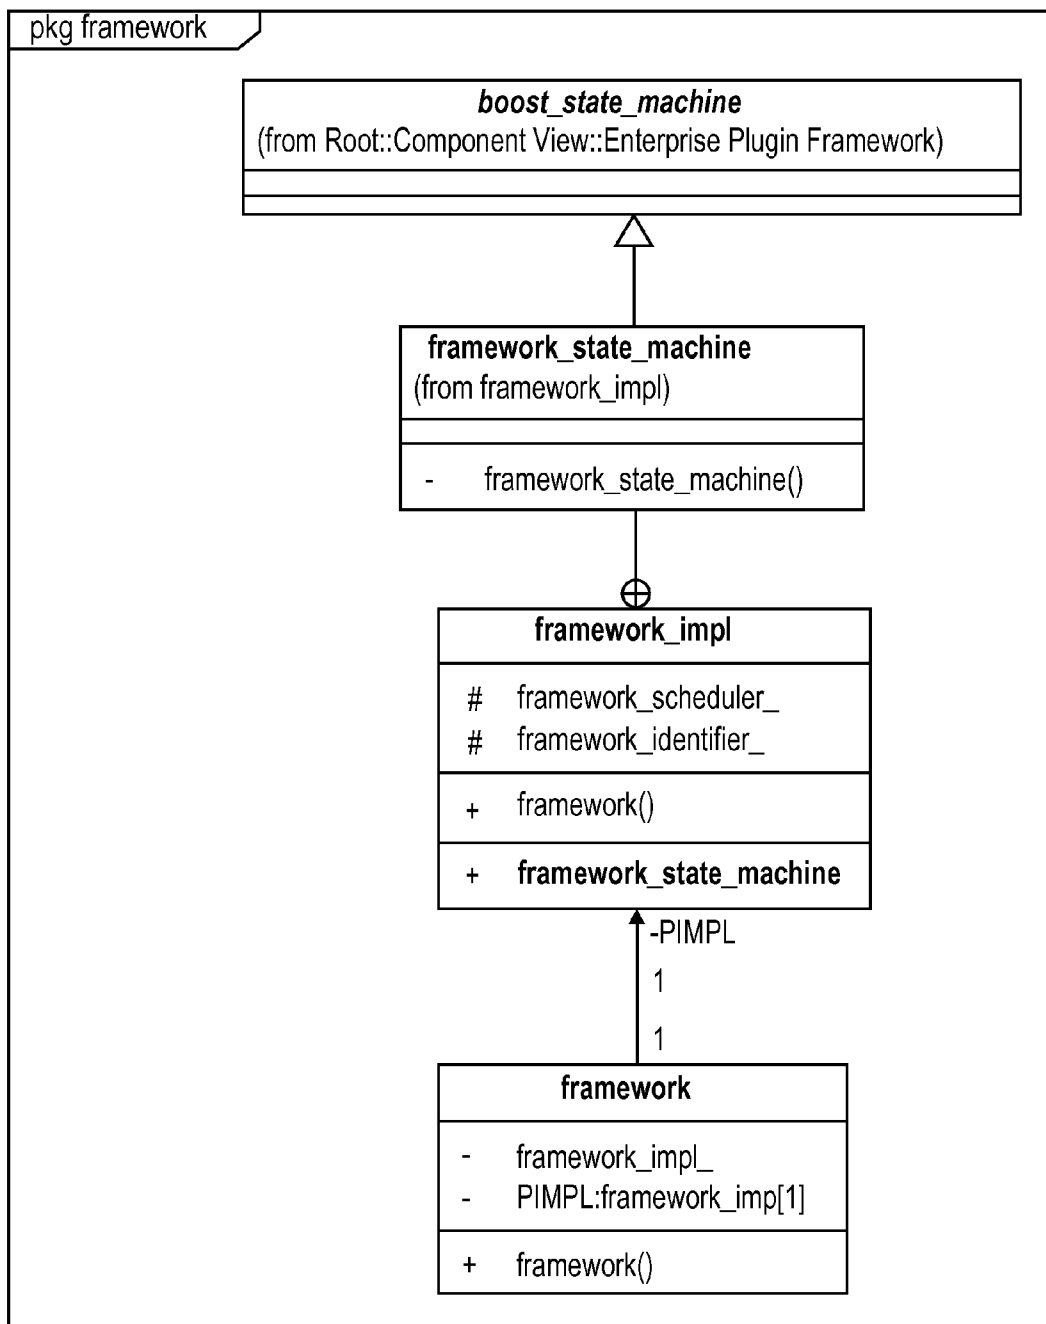 pkg framework
boost_state_machine
(from Root::Component View::Enterprise Plugin Framework)
framework_state_machine
(from framework_impl)
- framework_state_machine()
framework_impl
# framework_scheduler_
# framework_identifier_
+ framework()
+ framework_state_machine
-PIMPL
1
1
framework
- framework_impl_
- PIMPL:framework_imp[1]
+ framework()